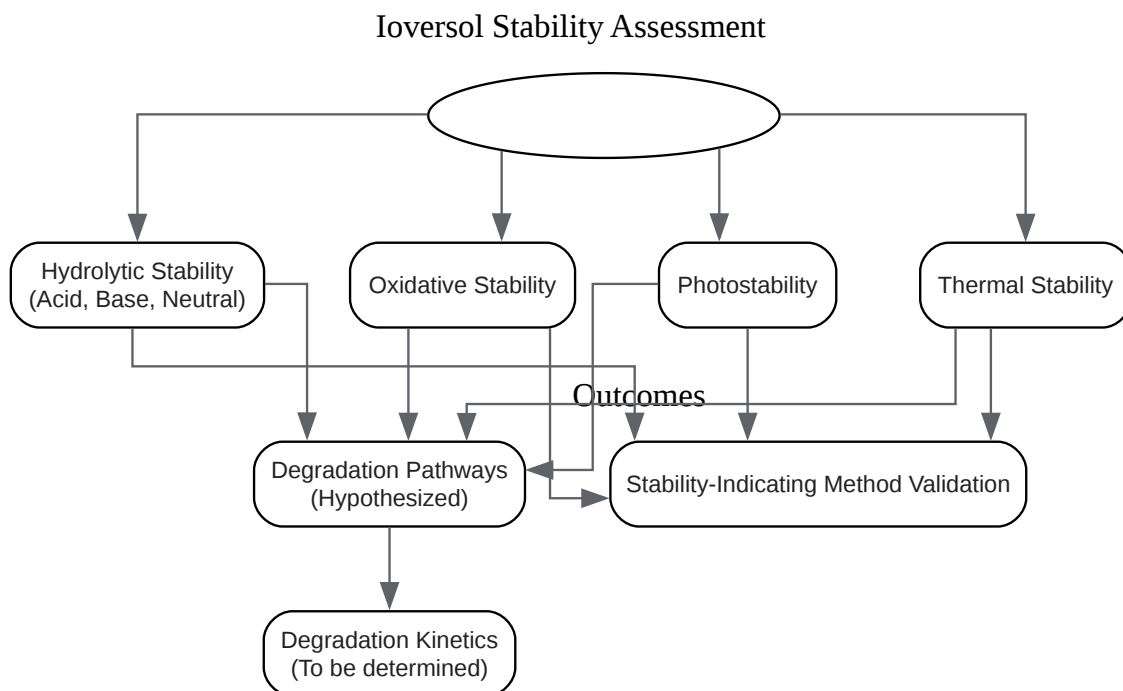 Ioversol Stability Assessment
Hydrolytic Stability
(Acid, Base, Neutral)
Oxidative Stability
Photostability
Thermal Stability
Outcomes
Degradation Pathways
(Hypothesized)
Stability-Indicating Method Validation
Degradation Kinetics
(To be determined)